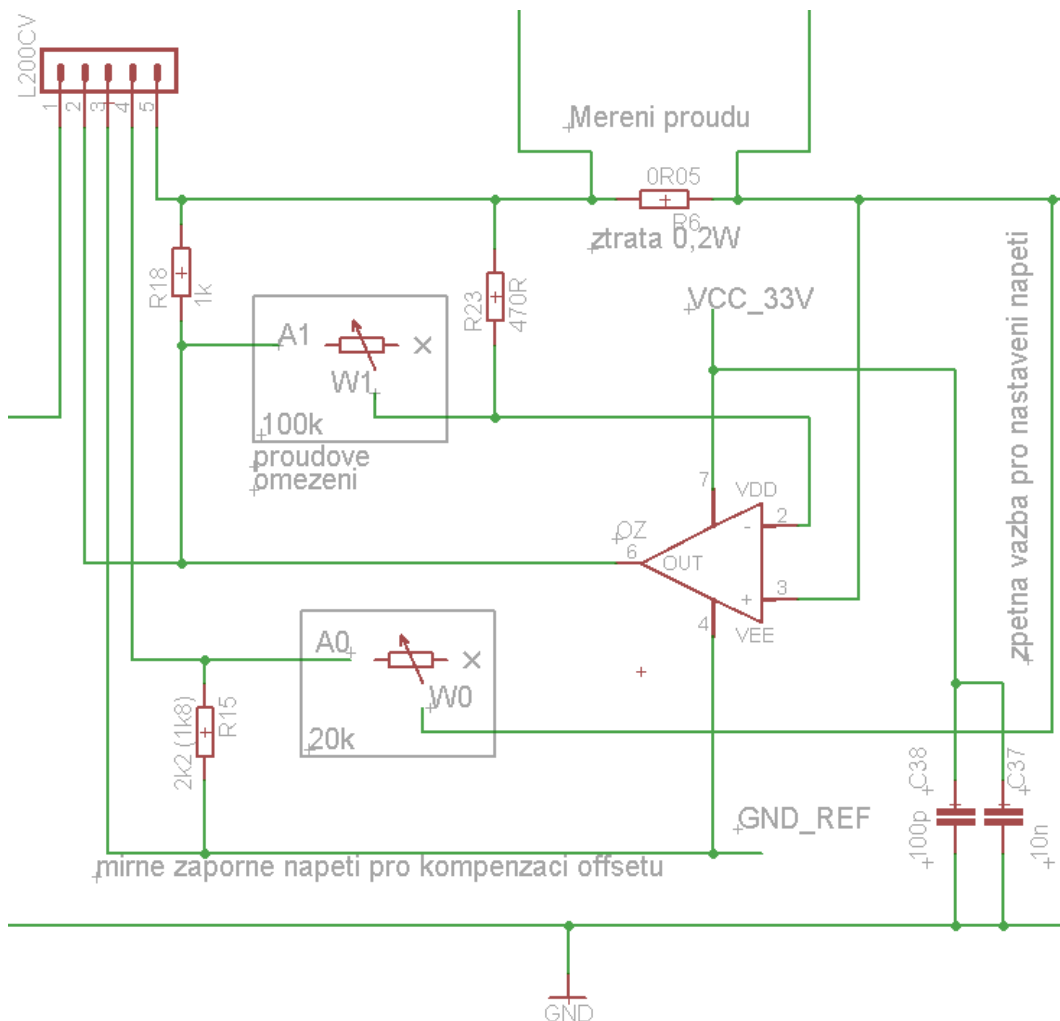 L200CV
1
2
3
4
5
Mereni proudu
0R05
R6
ztrata 0,2W
R18
1k
R23
470R
VCC_33V
A1
W1
100k
proudove
omezeni
7
VDD
2
-
OZ
6
OUT
3
+
4
VEE
zpetna vazba pro nastaveni napeti
A0
W0
20k
2k2 (1k8)
R15
C38
100p
C37
10n
GND_REF
mirne zaporne napeti pro kompenzaci offsetu
GND